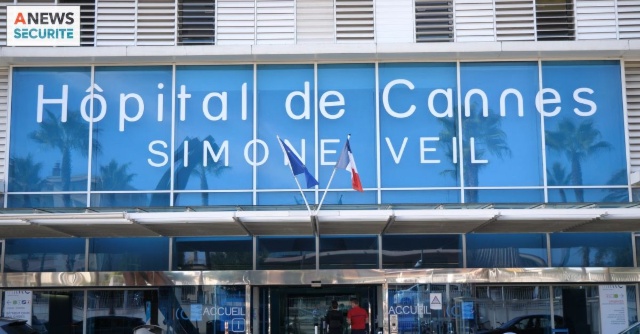 ANEWS
SECURITE
Hôpital de Cannes
SIMONE VEIL
ACCUEIL
ACCUEIL